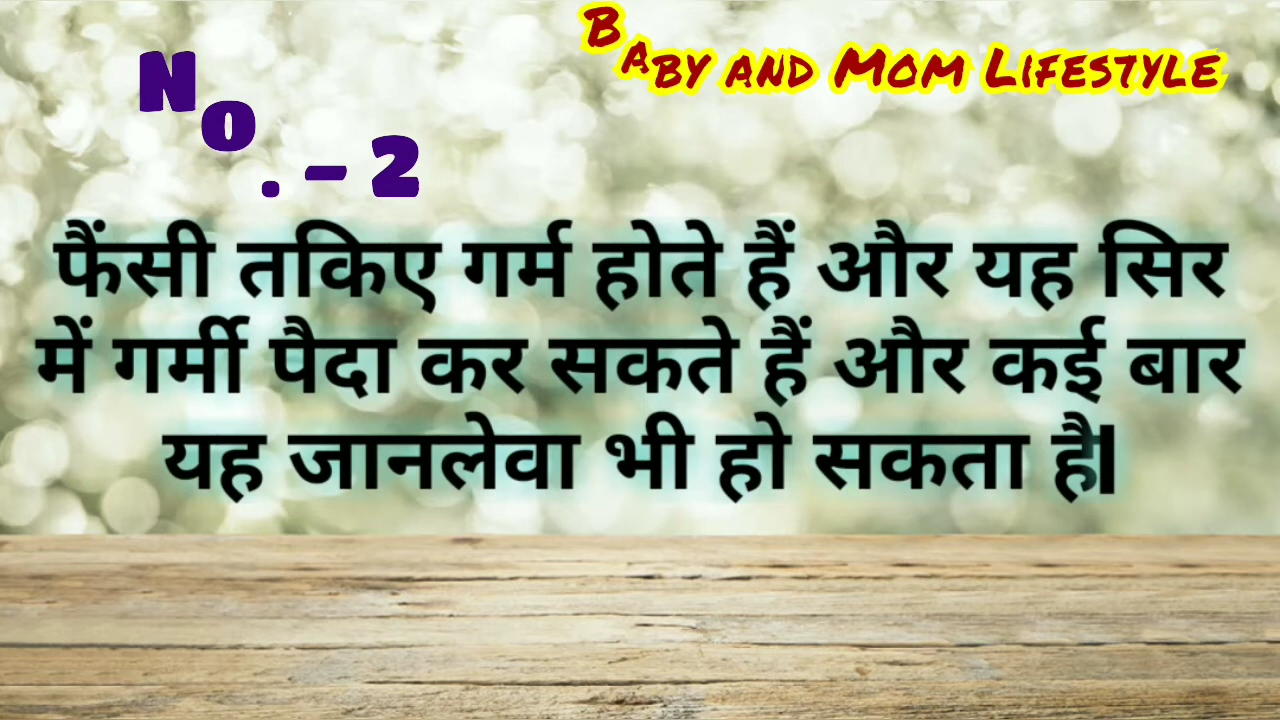 Baby and Mom Lifestyle
No. - 2
फैंसी तकिए गर्म होते हैं और यह सिर
में गर्मी पैदा कर सकते हैं और कई बार
यह जानलेवा भी हो सकता है|